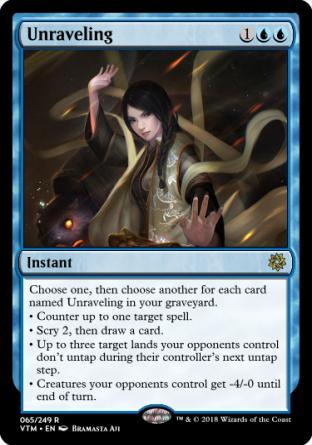 Unraveling 1
Instant
Choose one, then choose another for each card
named Unraveling in your graveyard.
• Counter up to one target spell.
• Scry 2, then draw a card.
• Up to three target lands your opponents control
don't untap during their controller's next untap
step.
• Creatures your opponents control get -4/-0 until
end of turn.
065/249 R
VTM • EN Bramasta Aji
™ & © 2018 Wizards of the Coast